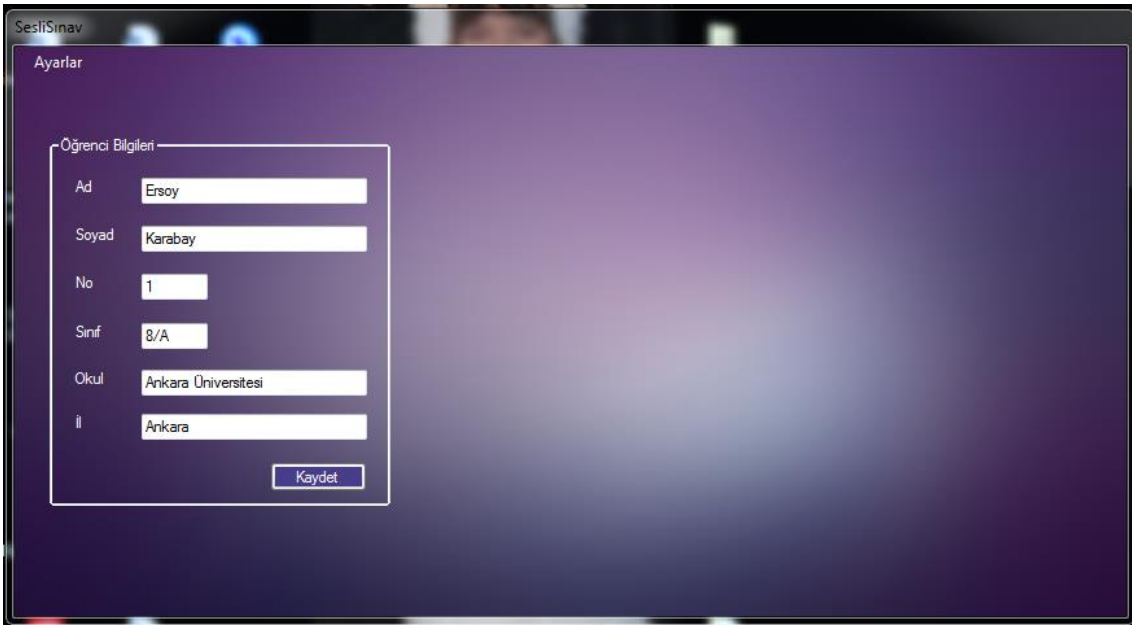 SesliSınav
Ayarlar
Öğrenci Bilgileri
Ad Ersoy
Soyad Karabay
No 1
Sınıf 8/A
Okul Ankara Üniversitesi
İl Ankara
Kaydet